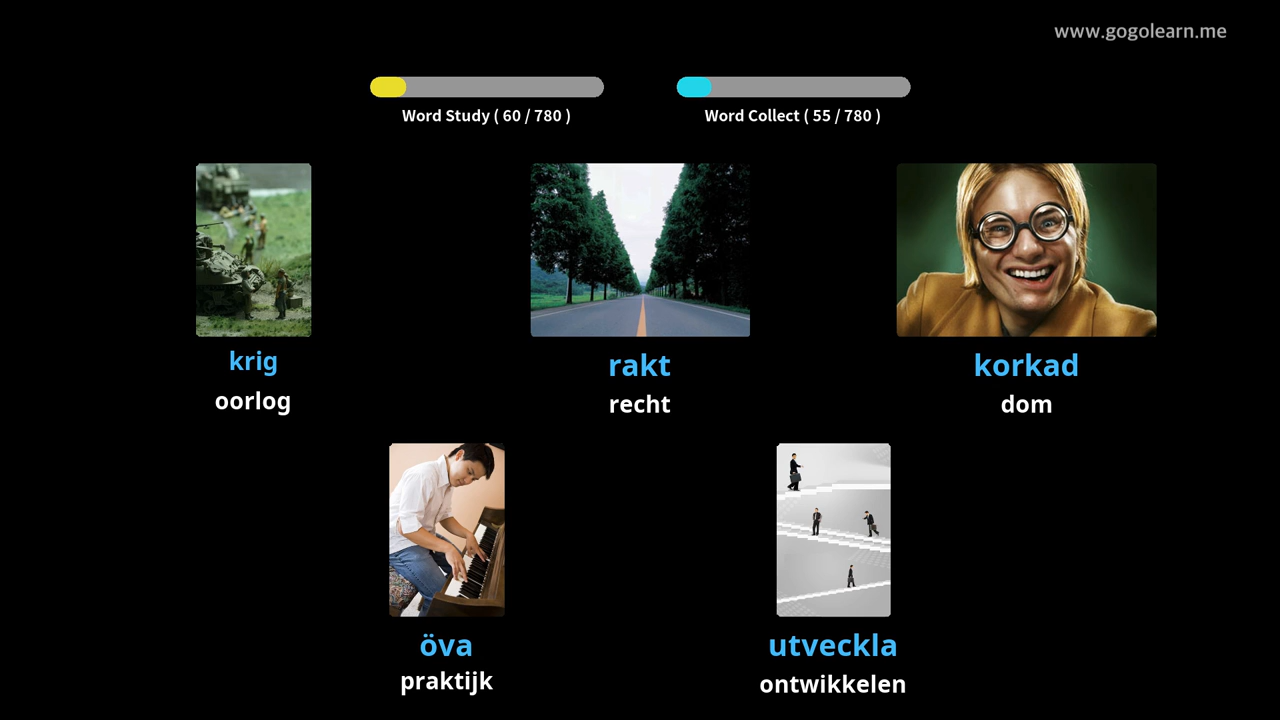 www.gogolearn.me
Word Study ( 60 / 780 )
Word Collect ( 55 / 780 )
krig
oorlog
rakt
recht
korkad
dom
öva
praktijk
utveckla
ontwikkelen